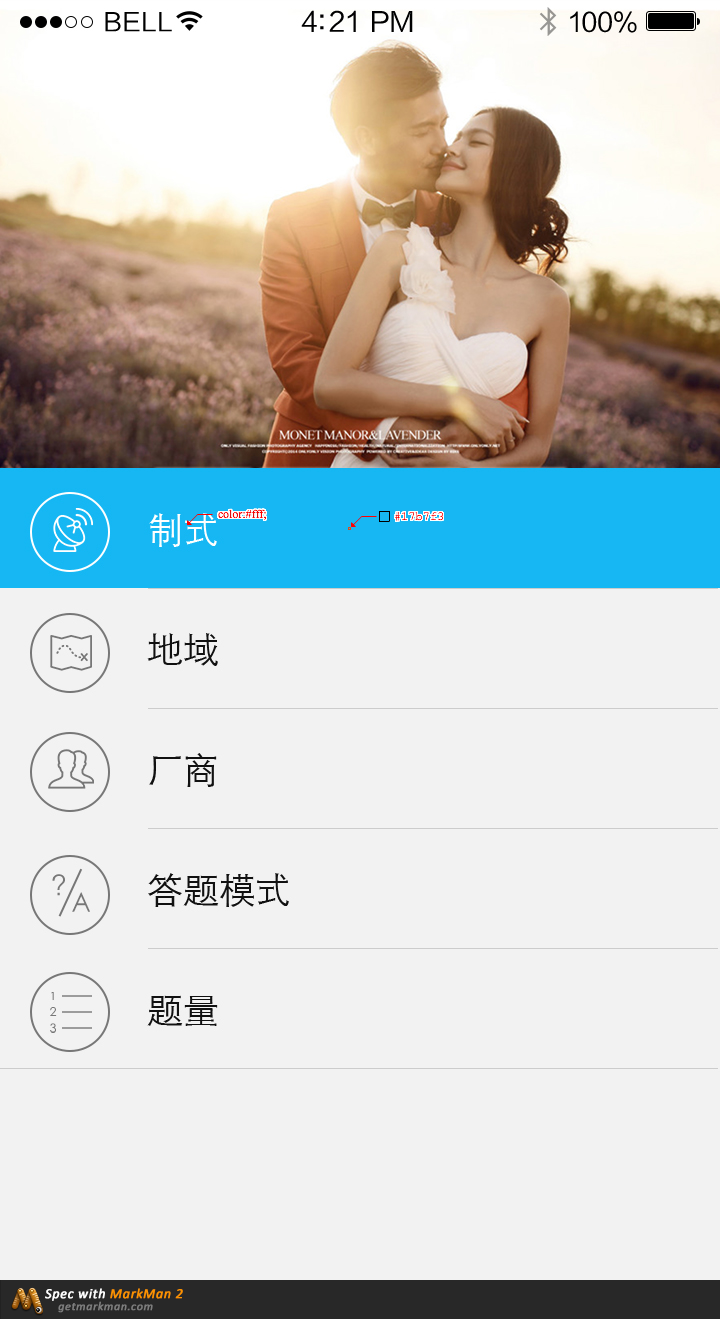 BELL 4:21 PM 100%
MONET MANOR&LAVENDER
制式 color:#fff; #17b7f3
地域
厂商
?/A 答题模式
1
2 题量
3
Spec with MarkMan 2
getmarkman.com